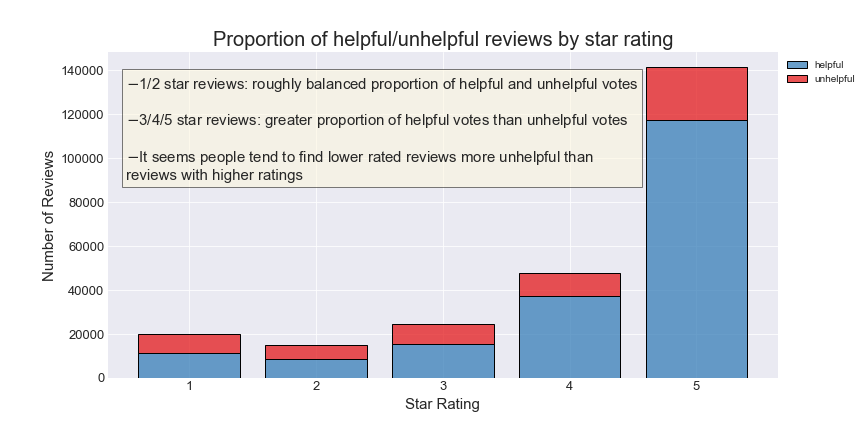 Proportion of helpful/unhelpful reviews by star rating
helpful
unhelpful
−1/2 star reviews: roughly balanced proportion of helpful and unhelpful votes
−3/4/5 star reviews: greater proportion of helpful votes than unhelpful votes
−It seems people tend to find lower rated reviews more unhelpful than
reviews with higher ratings
Number of Reviews
140000
120000
100000
80000
60000
40000
20000
0
1 2 3 4 5
Star Rating